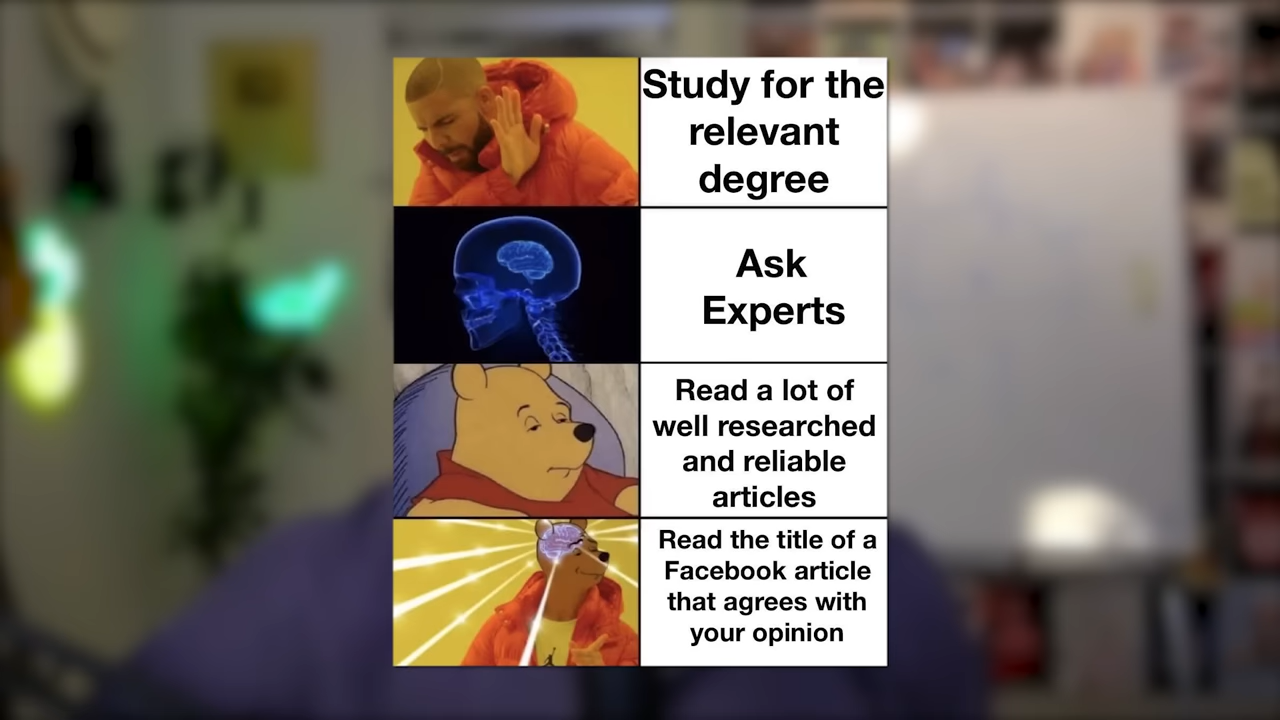 Study for the
relevant
degree
Ask
Experts
Read a lot of
well researched
and reliable
articles
Read the title of a
Facebook article
that agrees with
your opinion